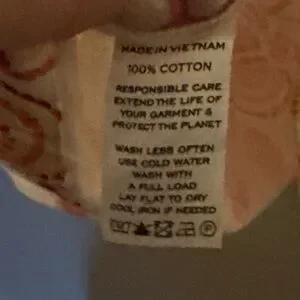 MADE IN VIETNAM
100% COTTON
RESPONSIBLE CARE
EXTEND THE LIFE OF
YOUR GARMENT &
PROTECT THE PLANET
WASH LESS OFTEN
USE COLD WATER
WASH WITH
A FULL LOAD
LAY FLAT TO DRY
COOL IRON IF NEEDED